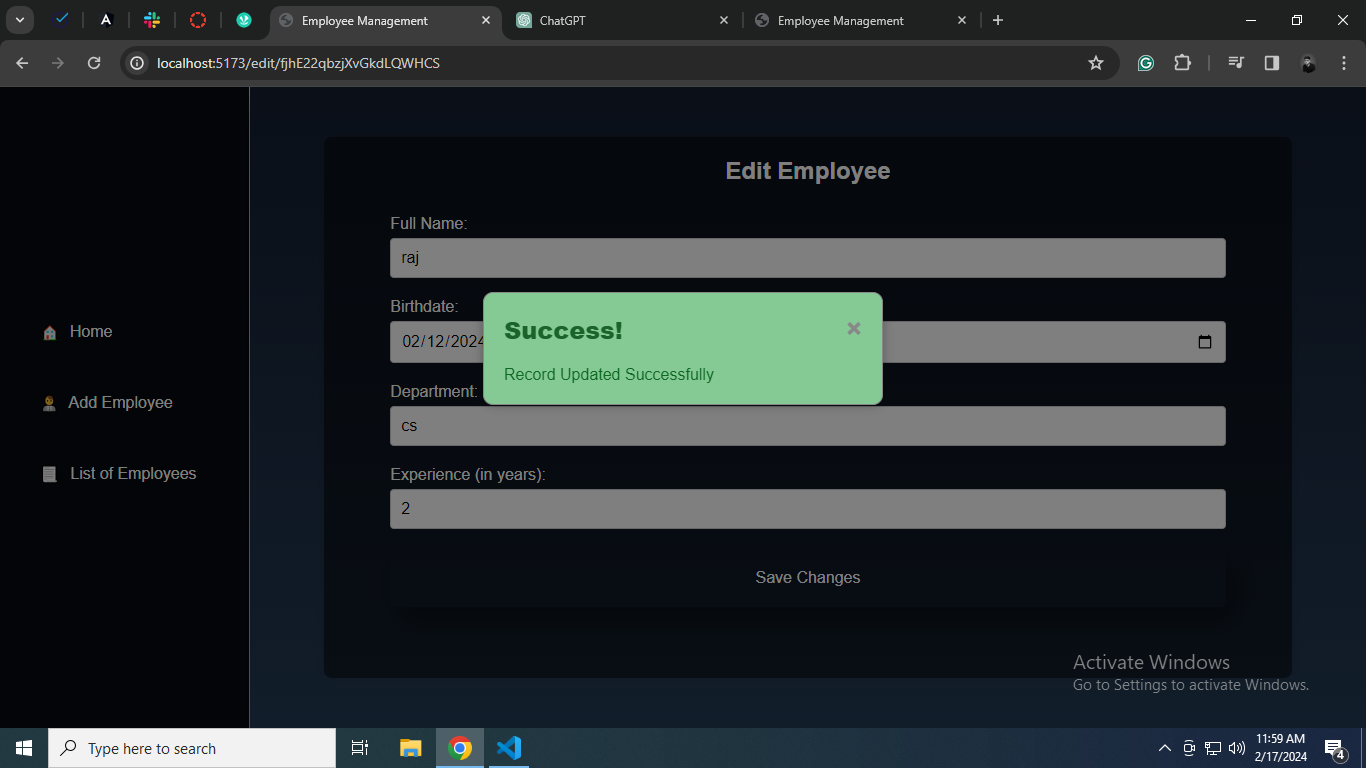 Employee Management
ChatGPT
Employee Management
localhost:5173/edit/fjhE22qbzjXvGkdLQWHCS
Edit Employee
Full Name:
raj
Birthdate:
02/12/2024
Success!
Record Updated Successfully
Home
Add Employee
List of Employees
Department:
cs
Experience (in years):
2
Save Changes
Activate Windows
Go to Settings to activate Windows.
Type here to search
11:59 AM
2/17/2024
4